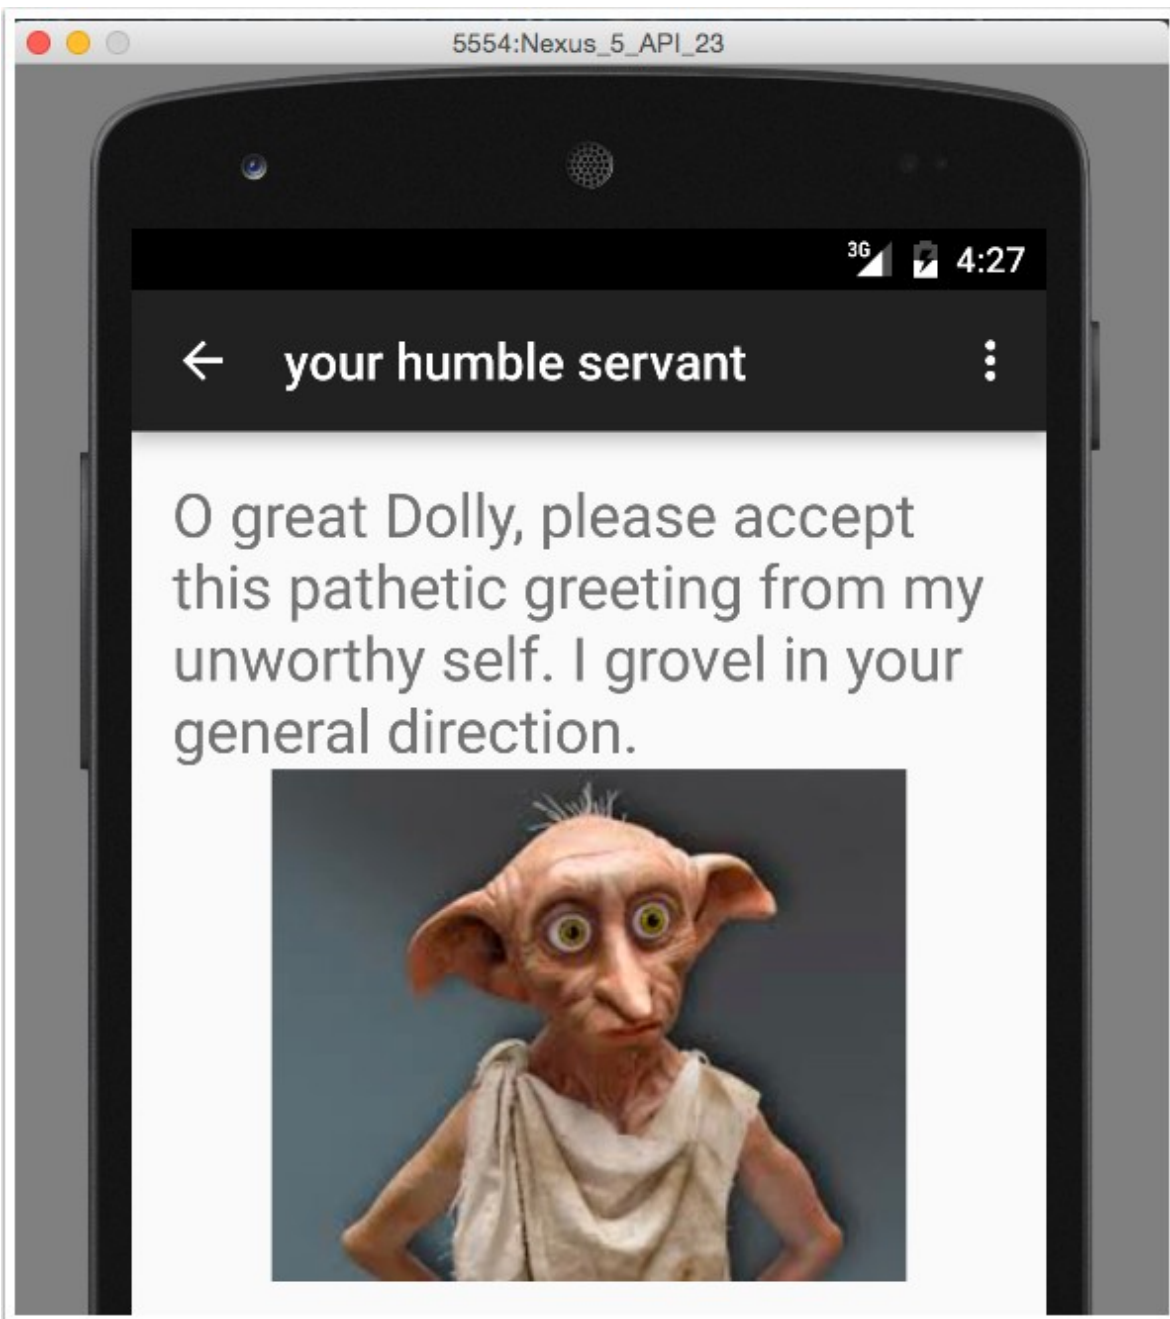 5554:Nexus_5_API_23
3G 4:27
your humble servant
O great Dolly, please accept
this pathetic greeting from my
unworthy self. I grovel in your
general direction.